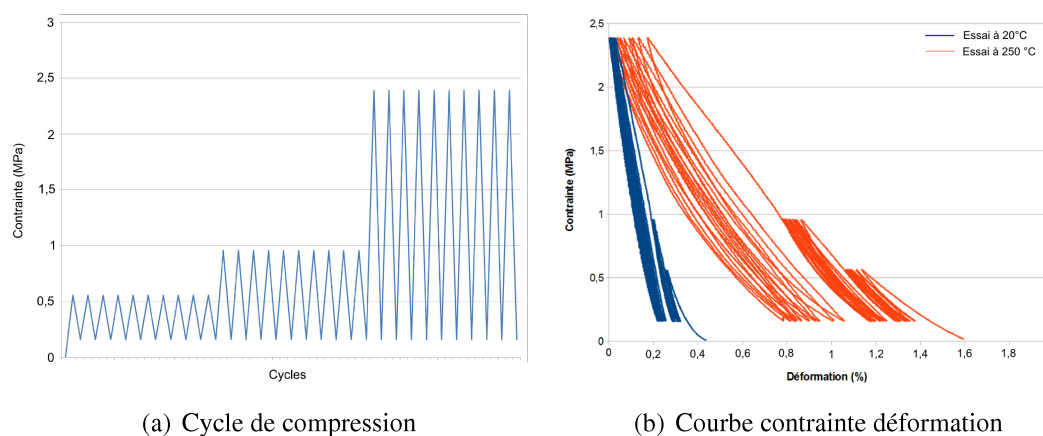 3
2,5
2
1,5
1
0,5
0
Contrainte (MPa)
Cycles
2,5
2
1,5
1
0,5
0
Contrainte (MPa)
0
0,2
0,4
0,6
0,8
1
1,2
1,4
1,6
1,8
Déformation (%)
Essai à 20°C
Essai à 250 °C
(a) Cycle de compression
(b) Courbe contrainte déformation